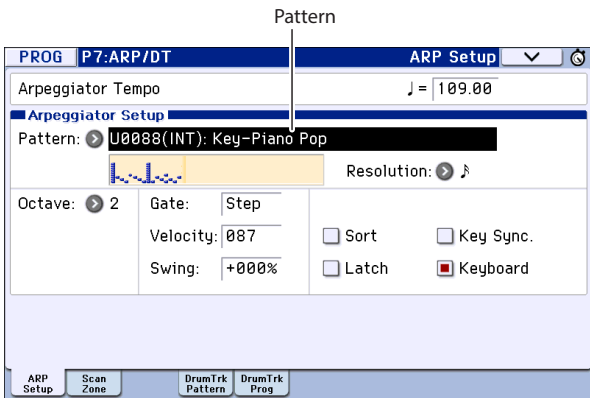 Pattern
PROG P7:ARP/DT ARP Setup
Arpeggiator Tempo ♩= 109.00
Arpeggiator Setup
Pattern: U0088(INT): Key-Piano Pop
Resolution: ♪
Octave: 2 Gate: Step
Velocity: 087 Sort Key Sync.
Swing: +000% Latch Keyboard
ARP Setup Scan Zone DrumTrk Pattern DrumTrk Prog